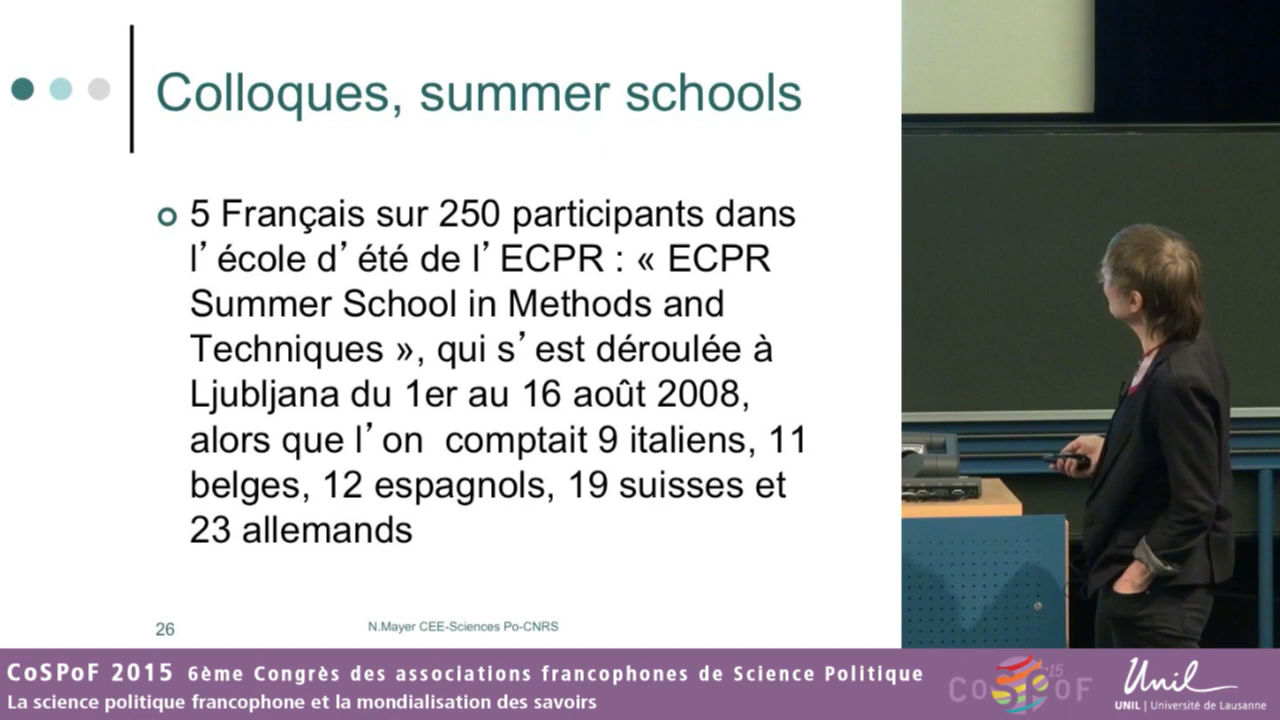 Colloques, summer schools
5 Français sur 250 participants dans
l’école d’été de l’ECPR : « ECPR
Summer School in Methods and
Techniques », qui s’est déroulée à
Ljubljana du 1er au 16 août 2008,
alors que l’on comptait 9 italiens, 11
belges, 12 espagnols, 19 suisses et
23 allemands
26
N.Mayer CEE-Sciences Po-CNRS
CoSPoF 2015 6ème Congrès des associations francophones de Science Politique
La science politique francophone et la mondialisation des savoirs
CoSPoF '15
Unil
UNIL | Université de Lausanne